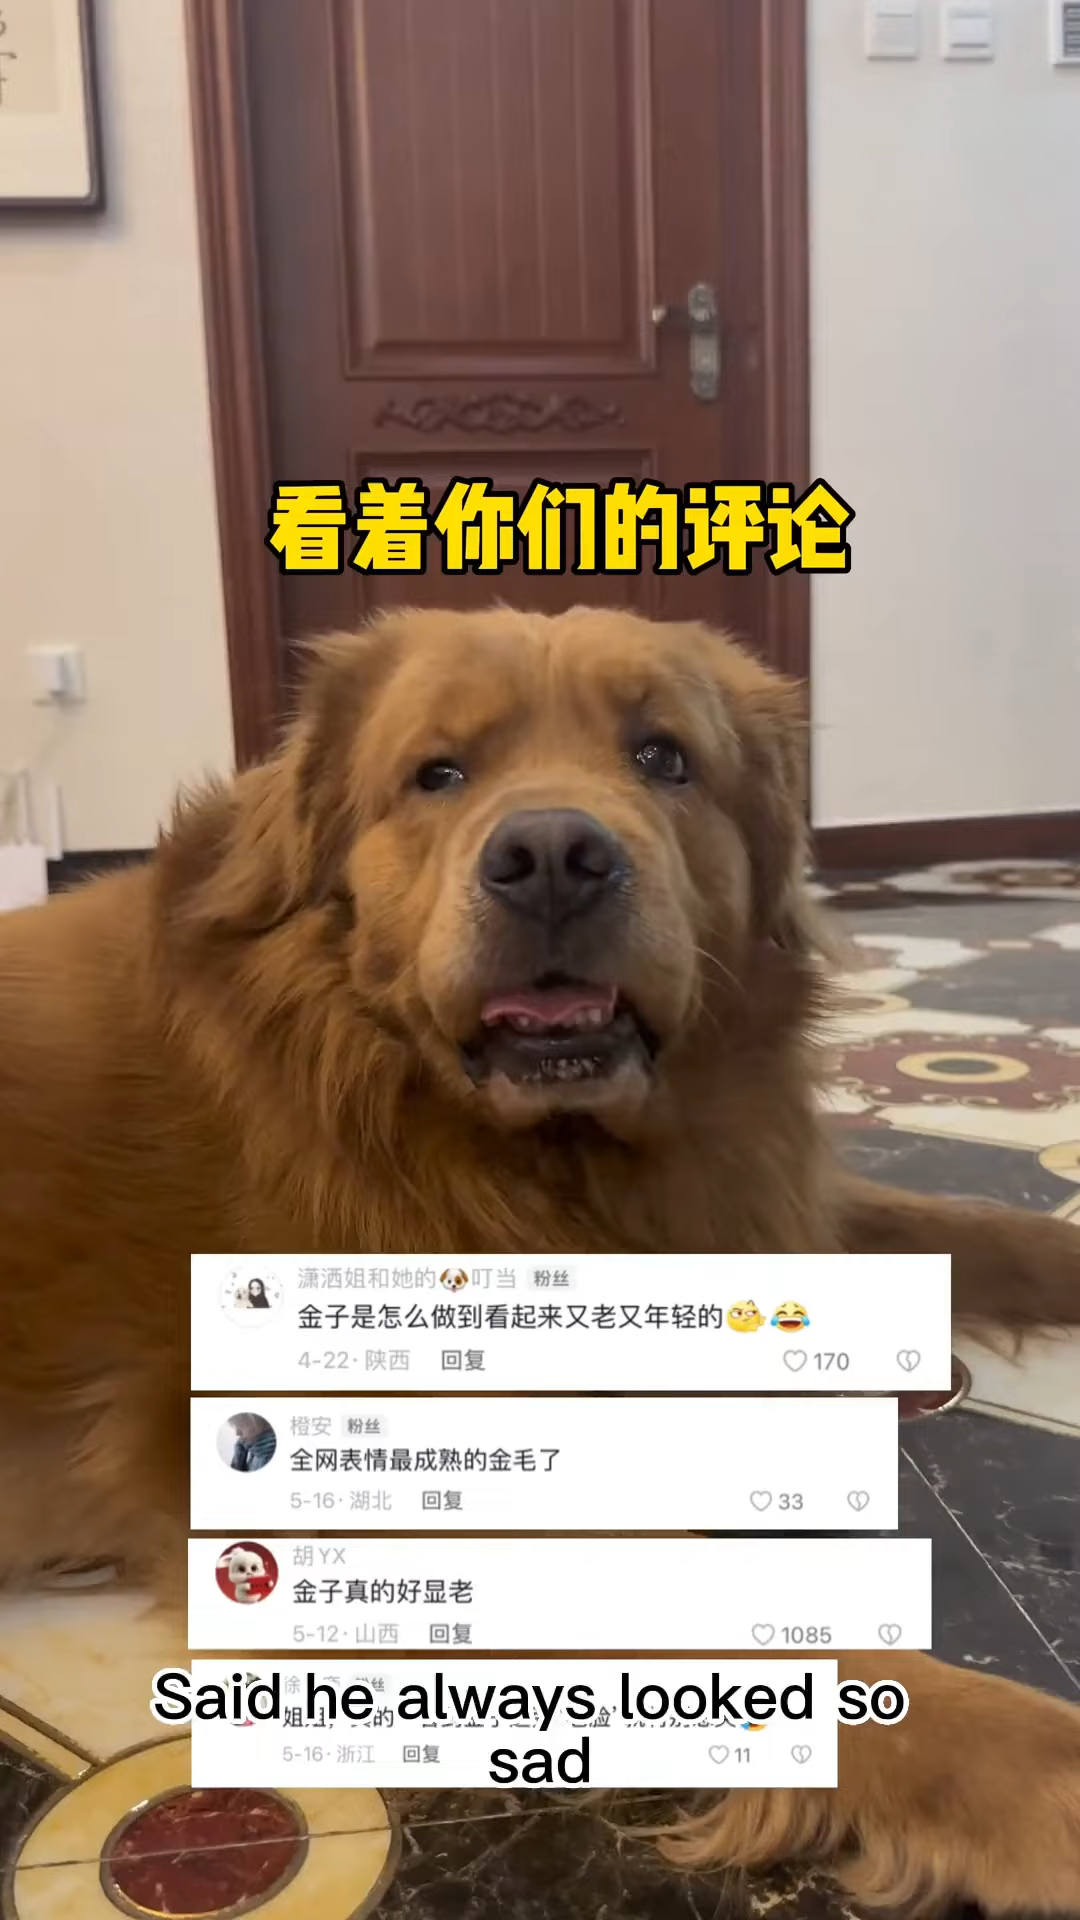 看着你们的评论
潇洒姐和她的🐶叮当 粉丝
金子是怎么做到看起来又老又年轻的
4-22·陕西 回复 170
橙安 粉丝
全网表情最成熟的金毛了
5-16·湖北 回复 33
胡YX
金子真的好显老
5-12·山西 回复 1085
Said he always looked so
sad
5-16·浙江 回复 11